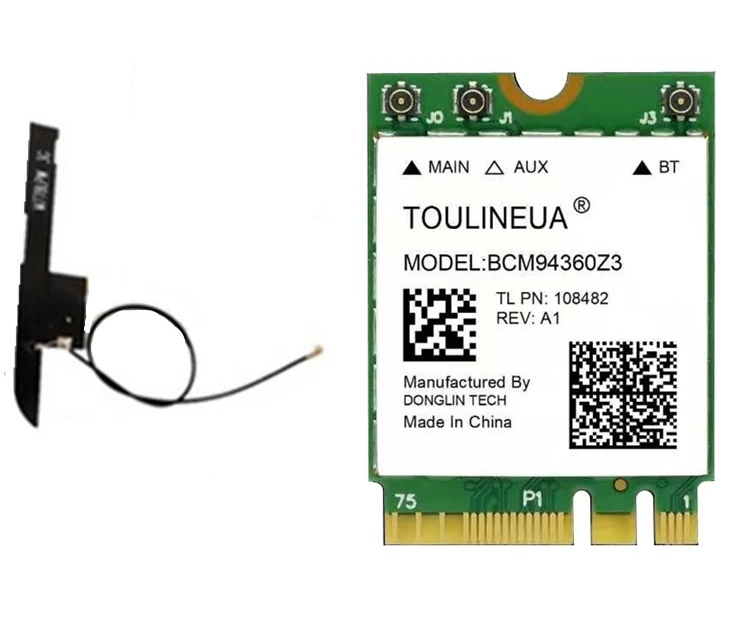 J0 J1 J3
MAIN AUX BT
TOULINEUA®
MODEL:BCM94360Z3
TL PN: 108482
REV: A1
Manufactured By
DONGLIN TECH
Made In China
75 P1 1